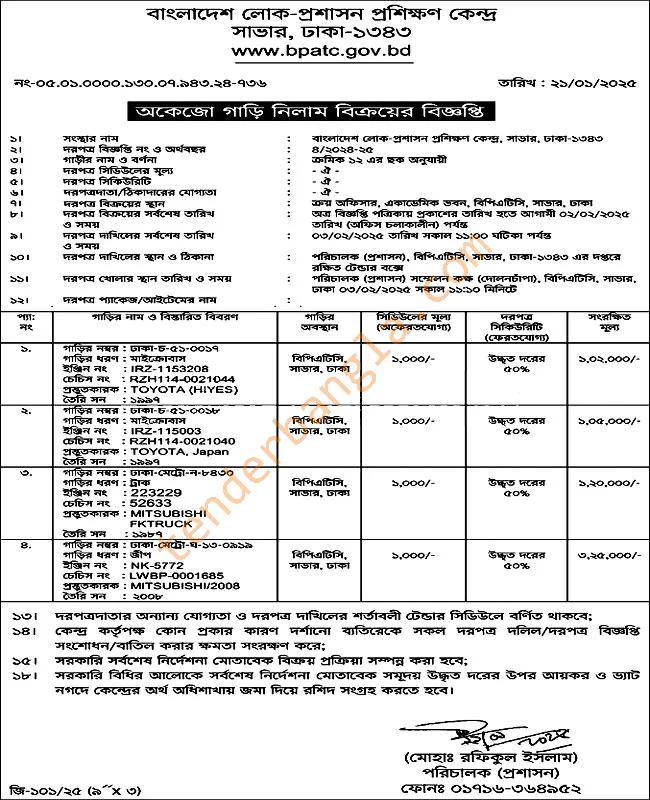 বাংলাদেশ লোক-প্রশাসন প্রশিক্ষণ কেন্দ্র
সাভার, ঢাকা-১৩৪৩
www.bpatc.gov.bd
নং-০৫.০১.০০০০.১৩০.০৭.৯৪৩.২৪-৭৩৬ তারিখ : ২১/০১/২০২৫
অকেজো গাড়ি নিলাম বিক্রয়ের বিজ্ঞপ্তি
১। সংস্থার নাম : বাংলাদেশ লোক-প্রশাসন প্রশিক্ষণ কেন্দ্র, সাভার, ঢাকা-১৩৪৩
২। দরপত্র বিজ্ঞপ্তি নং ও অর্থবছর : ৪/২০২৪-২৫
৩। গাড়ীর নাম ও বর্ণনা : ক্রমিক ১২ এর ছক অনুযায়ী
৪। দরপত্র সিডিউলের মূল্য : - ঐ -
৫। দরপত্র সিকিউরিটি : - ঐ -
৬। দরপত্রদাতা/ঠিকাদারের যোগ্যতা : - ঐ -
৭। দরপত্র বিক্রয়ের স্থান : ক্রয় অফিসার, একাডেমিক ভবন, বিপিএটিসি, সাভার, ঢাকা
৮। দরপত্র বিক্রয়ের সর্বশেষ তারিখ ও সময় : অত্র বিজ্ঞপ্তি পত্রিকায় প্রকাশের তারিখ হতে আগামী ০২/০২/২০২৫ তারিখ (অফিস চলাকালীন) পর্যন্ত
৯। দরপত্র দাখিলের সর্বশেষ তারিখ ও সময় : ০৩/০২/২০২৫ তারিখ সকাল ১১:০০ ঘটিকা পর্যন্ত
১০। দরপত্র দাখিলের স্থান ও ঠিকানা : পরিচালক (প্রশাসন), বিপিএটিসি, সাভার, ঢাকা-১৩৪৩ এর দপ্তরে রক্ষিত টেন্ডার বক্সে
১১। দরপত্র খোলার স্থান তারিখ ও সময় : পরিচালক (প্রশাসন) সম্মেলন কক্ষ (দোলনচাঁপা), বিপিএটিসি, সাভার, ঢাকা ০৩/০২/২০২৫ সকাল ১১:১০ মিনিটে
১২। দরপত্র প্যাকেজ/আইটেমের নাম :
প্যা: নং গাড়ির নাম ও বিস্তারিত বিবরণ গাড়ির অবস্থান সিডিউলের মূল্য (অফেরতযোগ্য) দরপত্র সিকিউরিটি (ফেরতযোগ্য) সংরক্ষিত মূল্য
১. গাড়ির নম্বর : ঢাকা-চ-৫১-০০১৭ বিপিএটিসি, সাভার, ঢাকা ১,০০০/- উদ্ধৃত দরের ৫০% ১,০২,০০০/-
গাড়ির ধরণ : মাইক্রোবাস
ইঞ্জিন নং : IRZ-1153208
চেচিস নং : RZH114-0021044
প্রস্তুতকারক : TOYOTA (HIYES)
তৈরি সন : ১৯৯৭
২. গাড়ির নম্বর : ঢাকা-চ-৫১-০০১৮ বিপিএটিসি, সাভার, ঢাকা ১,০০০/- উদ্ধৃত দরের ৫০% ১,০৫,০০০/-
গাড়ির ধরণ : মাইক্রোবাস
ইঞ্জিন নং : IRZ-115003
চেচিস নং : RZH114-0021040
প্রস্তুতকারক : TOYOTA, Japan
তৈরি সন : ১৯৯৭
৩. গাড়ির নম্বর : ঢাকা-মেট্রো-ন-৮৪৩০ বিপিএটিসি, সাভার, ঢাকা ১,০০০/- উদ্ধৃত দরের ৫০% ১,২০,০০০/-
গাড়ির ধরণ : ট্রাক
ইঞ্জিন নং : 223229
চেচিস নং : 52633
প্রস্তুতকারক : MITSUBISHI
FKTRUCK
তৈরি সন : ১৯৮৭
৪. গাড়ির নম্বর : ঢাকা-মেট্রো-ঘ-১৩-০৯১৯ বিপিএটিসি, সাভার, ঢাকা ১,০০০/- উদ্ধৃত দরের ৫০% ৩,২৫,০০০/-
গাড়ির ধরণ : জীপ
ইঞ্জিন নং : NK-5772
চেচিস নং : LWBP-0001685
প্রস্তুতকারক : MITSUBISHI/2008
তৈরি সন : ২০০৮
১৩। দরপত্রদাতার অন্যান্য যোগ্যতা ও দরপত্র দাখিলের শর্তাবলী টেন্ডার সিডিউলে বর্ণিত থাকবে;
১৪। কেন্দ্র কর্তৃপক্ষ কোন প্রকার কারণ দর্শানো ব্যতিরেকে সকল দরপত্র দলিল/দরপত্র বিজ্ঞপ্তি
সংশোধন/বাতিল করার ক্ষমতা সংরক্ষণ করে;
১৫। সরকারি সর্বশেষ নির্দেশনা মোতাবেক বিক্রয় প্রক্রিয়া সম্পন্ন করা হবে;
১৮। সরকারি বিধির আলোকে সর্বশেষ নির্দেশনা মোতাবেক সমুদয় উদ্ধৃত দরের উপর আয়কর ও ভ্যাট
নগদে কেন্দ্রের অর্থ অধিশাখায় জমা দিয়ে রশিদ সংগ্রহ করতে হবে।
(মোহাঃ রফিকুল ইসলাম)
পরিচালক (প্রশাসন)
ফোনঃ ০১৭১৬-৩৬৪৯৫২
জি-১০১/২৫ (৯˝x ৩)
tenderbangla.com